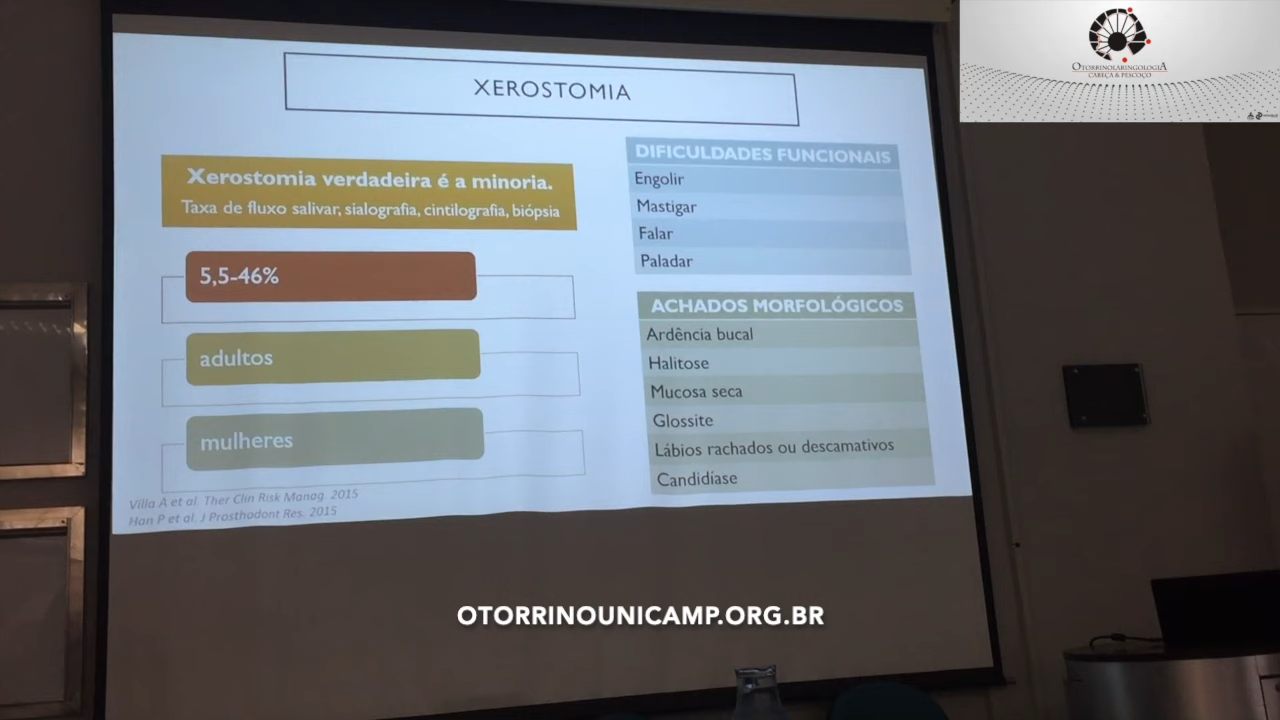 XEROSTOMIA
Xerostomia verdadeira é a minoria.
Taxa de fluxo salivar, sialografia, cintilografia, biópsia
5,5-46%
adultos
mulheres
Villa A et al. Ther Clin Risk Manag. 2015
Han P et al. J Prosthodont Res. 2015
DIFICULDADES FUNCIONAIS
Engolir
Mastigar
Falar
Paladar
ACHADOS MORFOLÓGICOS
Ardência bucal
Halitose
Mucosa seca
Glossite
Lábios rachados ou descamativos
Candidíase
OTORRINOLARINGOLOGIA
CABEÇA & PESCOÇO
OTORRINOUNICAMP.ORG.BR